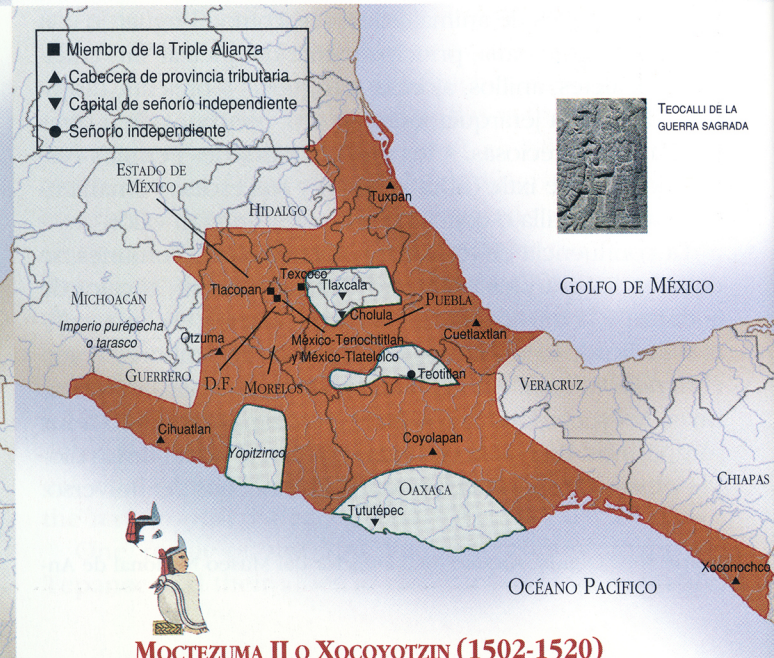 Miembro de la Triple Alianza
Cabecera de provincia tributaria
Capital de señorío independiente
Señorío independiente
TEOCALLI DE LA
GUERRA SAGRADA
ESTADO DE
MÉXICO
HIDALGO
Tuxpan
GOLFO DE MÉXICO
Texcoco
Tlacopan
Tlaxcala
MICHOACÁN
PUEBLA
Cholula
Imperio purépecha
o tarasco
Otzuma
México-Tenochtitlan
y México-Tlatelolco
Cuetlaxtlan
GUERRERO
D.F.
MORELOS
Teotitlan
VERACRUZ
Cihuatlan
Yopitzinco
Coyolapan
OAXACA
CHIAPAS
Tututépec
Xoconochco
OCÉANO PACÍFICO
MOCTEZUMA II O XOCOYOTZIN (1502-1520)